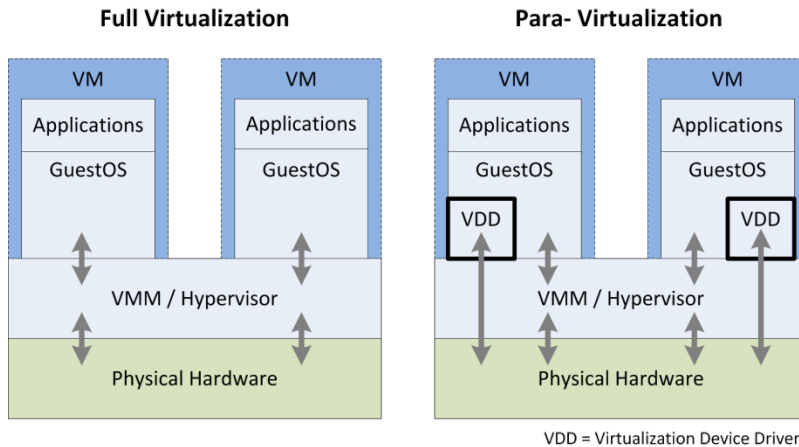 Full Virtualization
VM
Applications
GuestOS
VM
Applications
GuestOS
VMM / Hypervisor
Physical Hardware
Para- Virtualization
VM
Applications
GuestOS
VDD
VM
Applications
GuestOS
VDD
VMM / Hypervisor
Physical Hardware
VDD = Virtualization Device Driver